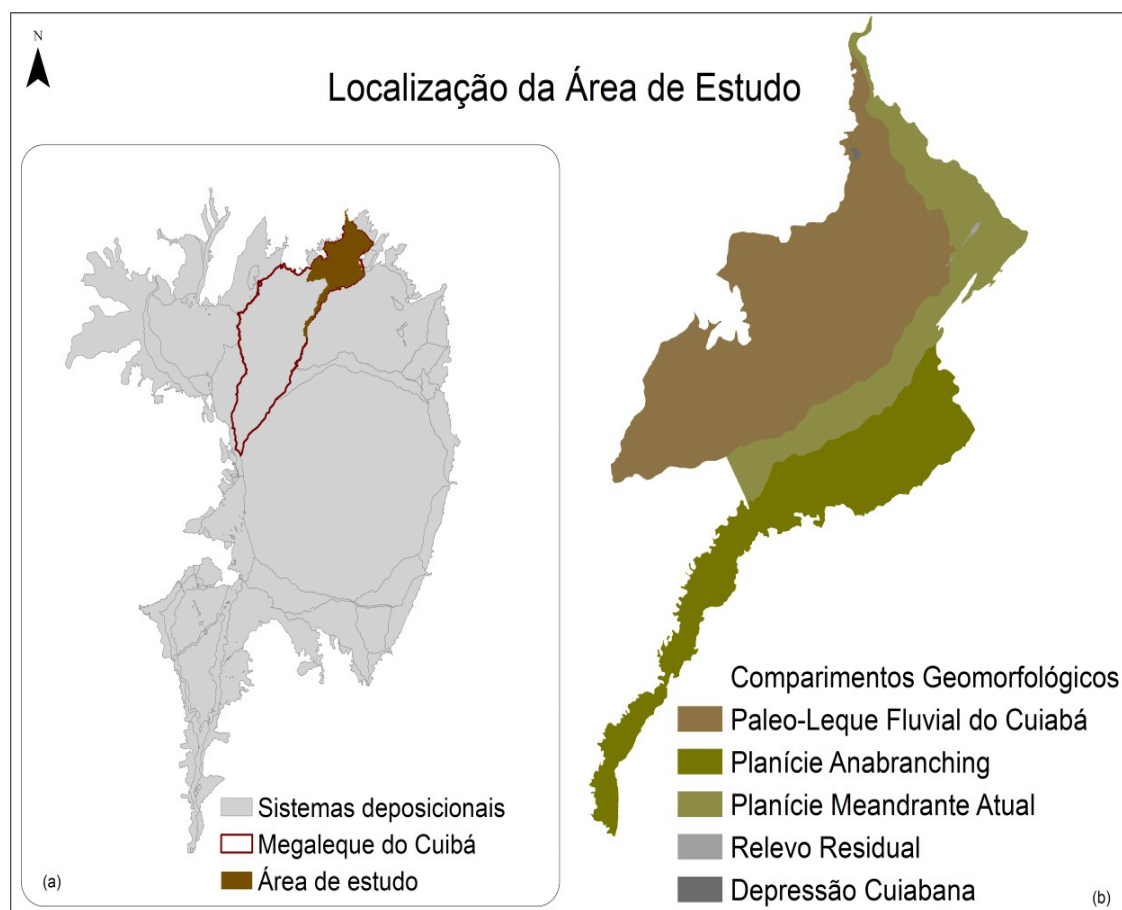 N
Localização da Área de Estudo
Sistemas deposicionais
Megaleque do Cuibá
Área de estudo
(a)
Comparimentos Geomorfológicos
Paleo-Leque Fluvial do Cuiabá
Planície Anabranching
Planície Meandrante Atual
Relevo Residual
Depressão Cuiabana
(b)